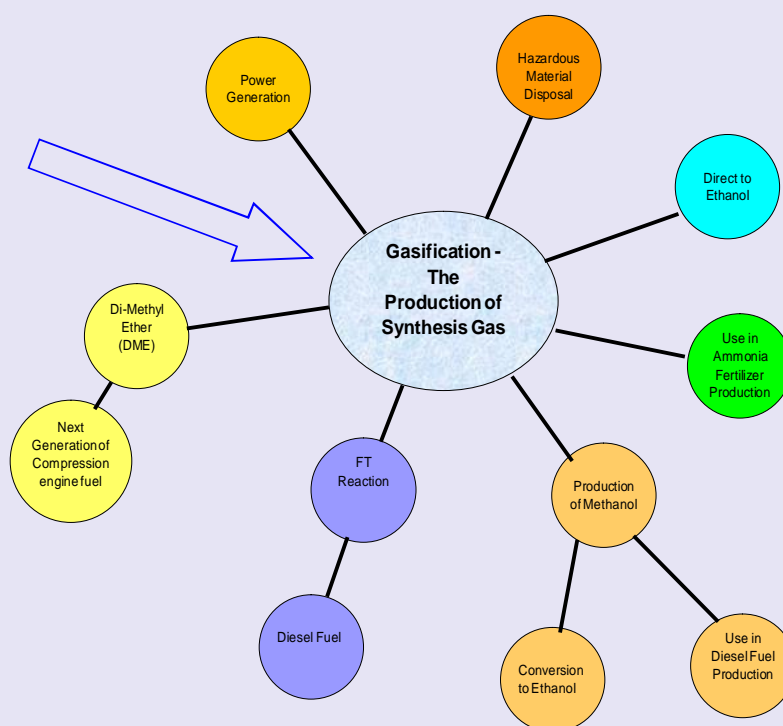 Power
Generation
Hazardous
Material
Disposal
Direct to
Ethanol
Gasification -
The
Production of
Synthesis Gas
Di-Methyl
Ether
(DME)
Use in
Ammonia
Fertilizer
Production
Next
Generation of
Compression
engine fuel
FT
Reaction
Production
of Methanol
Diesel Fuel
Conversion
to Ethanol
Use in
Diesel Fuel
Production